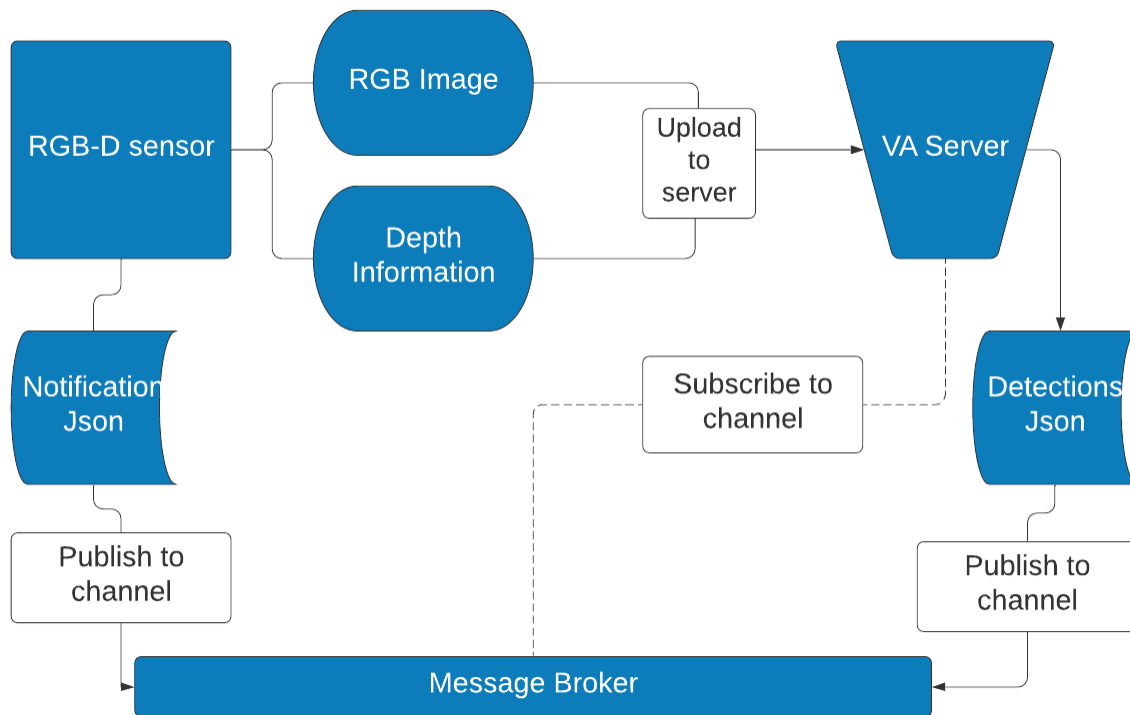 RGB-D sensor
RGB Image
Depth
Information
Upload
to
server
VA Server
Notification
Json
Subscribe to
channel
Detections
Json
Publish to
channel
Publish to
channel
Message Broker